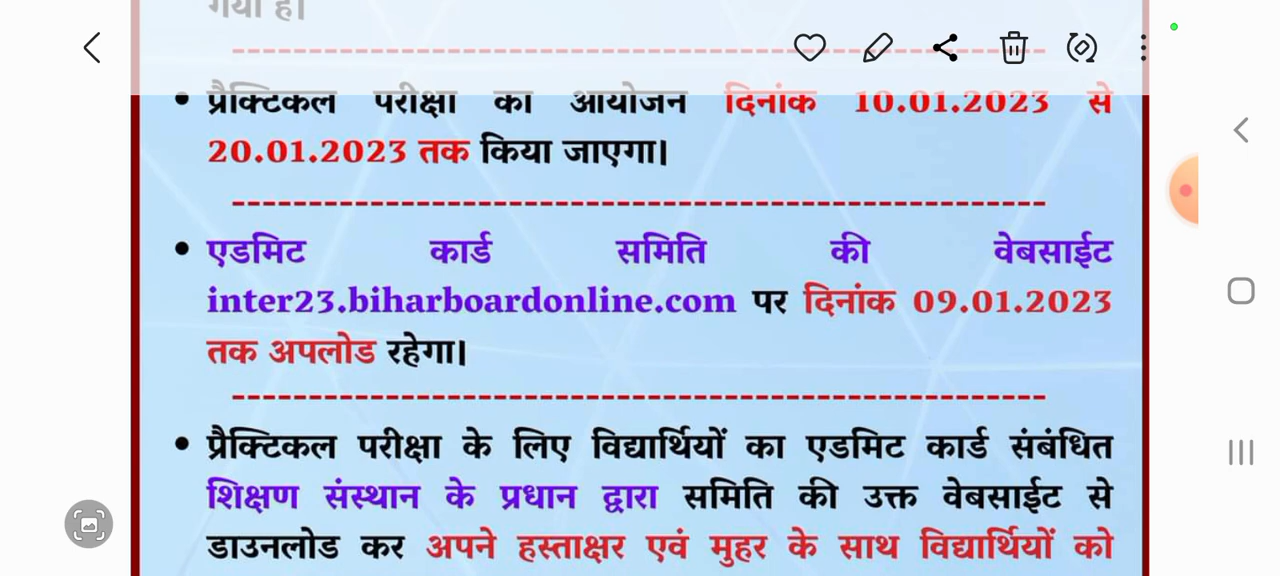 गया है।
प्रैक्टिकल परीक्षा का आयोजन दिनांक 10.01.2023 से
20.01.2023 तक किया जाएगा।
एडमिट कार्ड समिति की वेबसाईट
inter23.biharboardonline.com पर दिनांक 09.01.2023
तक अपलोड रहेगा।
प्रैक्टिकल परीक्षा के लिए विद्यार्थियों का एडमिट कार्ड संबंधित
शिक्षण संस्थान के प्रधान द्वारा समिति की उक्त वेबसाईट से
डाउनलोड कर अपने हस्ताक्षर एवं मुहर के साथ विद्यार्थियों को